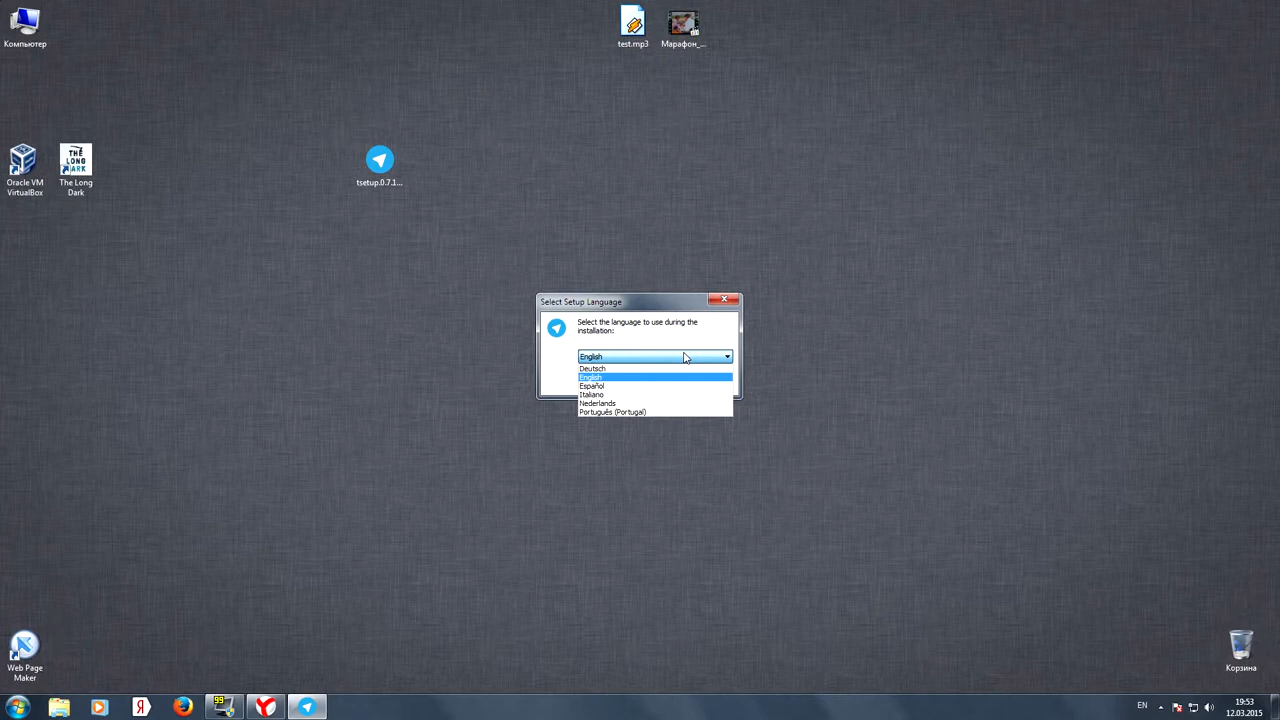 Компьютер
test.mp3
Марафон_...
Oracle VM
VirtualBox
THE
LONG
DARK
The Long
Dark
tsetup.0.7.1...
Select Setup Language
Select the language to use during the
installation:
English
Deutsch
English
Español
Italiano
Nederlands
Português (Portugal)
Web Page
Maker
Корзина
Я
99
EN
19:53
12.03.2015